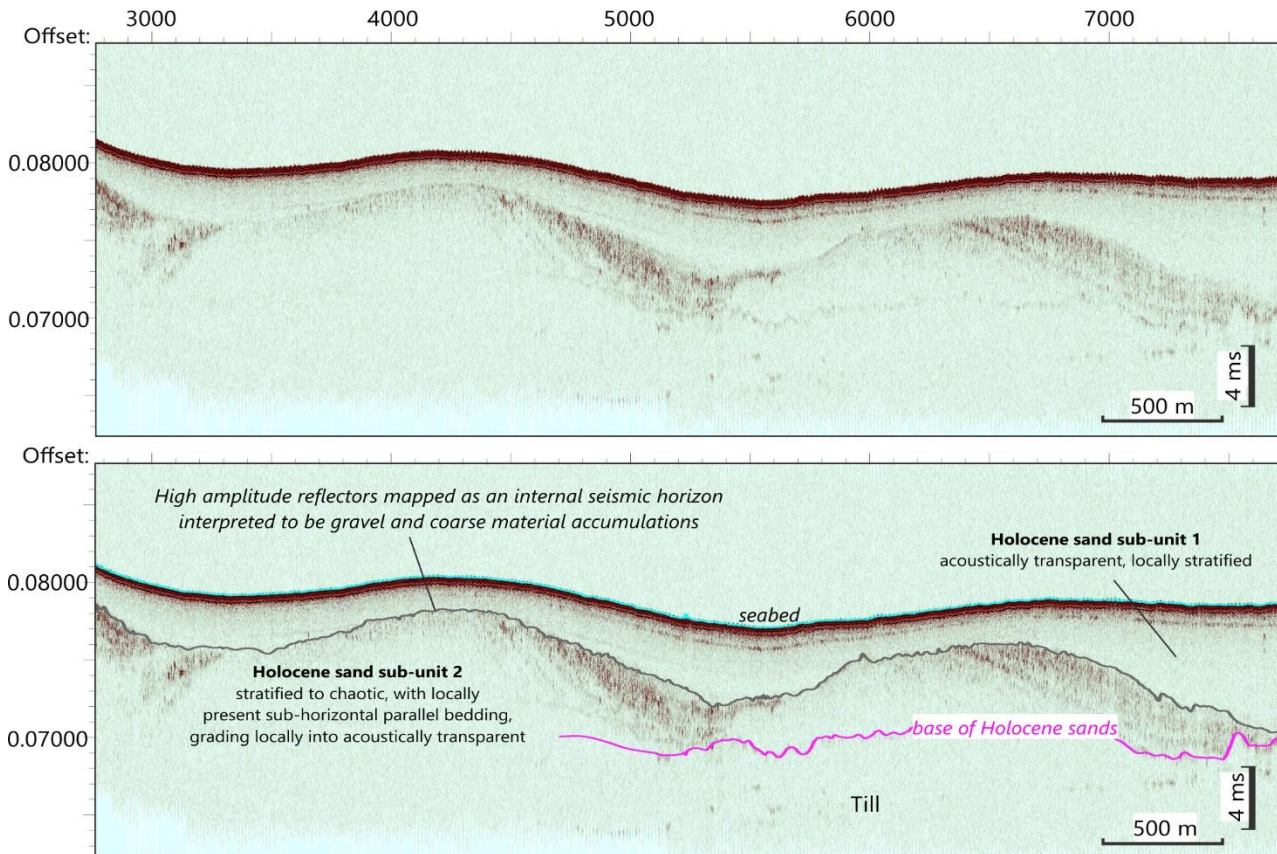 3000 4000 5000 6000 7000
Offset:
0.08000
0.07000
4 ms
500 m
Offset:
High amplitude reflectors mapped as an internal seismic horizon
interpreted to be gravel and coarse material accumulations
Holocene sand sub-unit 1
acoustically transparent, locally stratified
0.08000
seabed
Holocene sand sub-unit 2
stratified to chaotic, with locally
present sub-horizontal parallel bedding,
grading locally into acoustically transparent
0.07000
base of Holocene sands
Till
4 ms
500 m